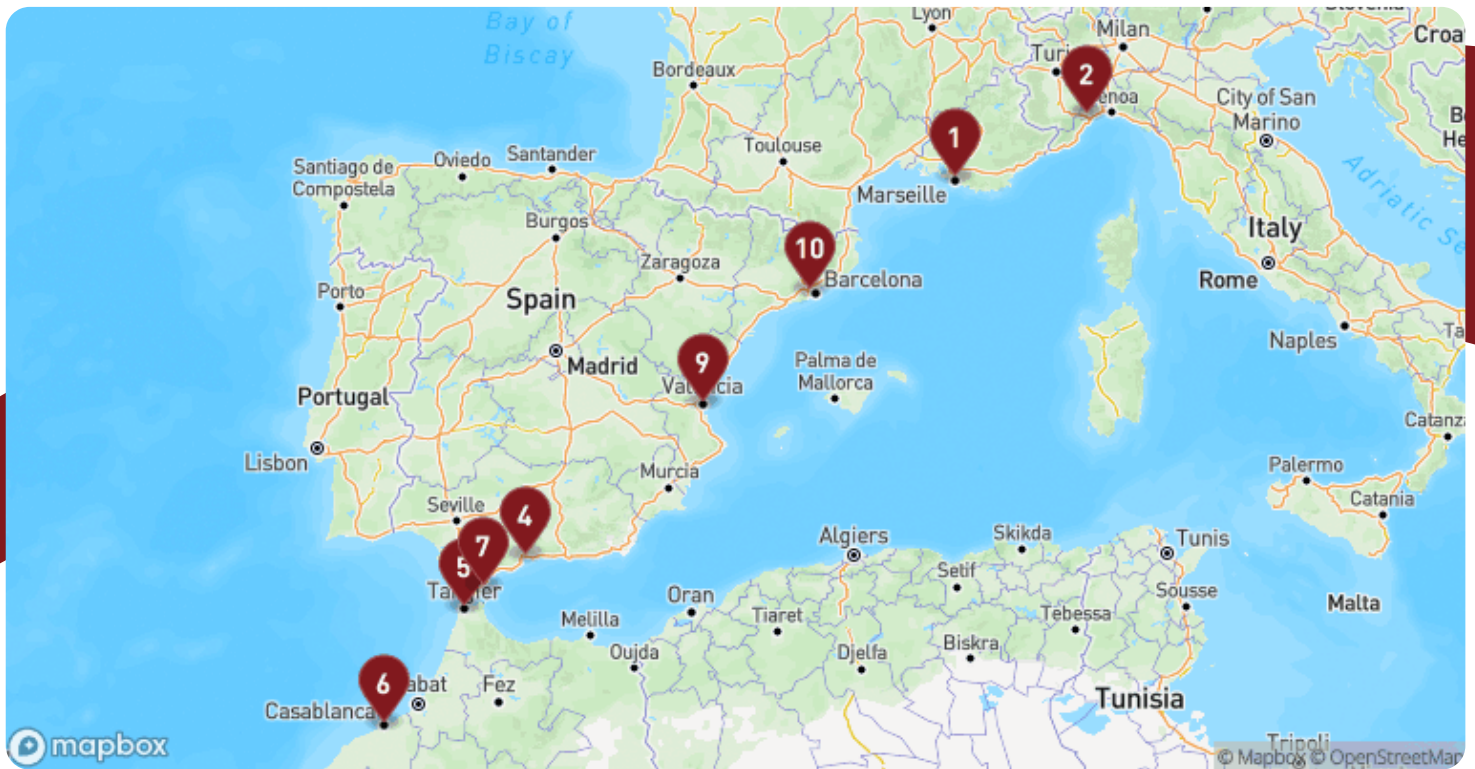 Bay of
Biscay
Lyon
Milan
Croa
Bordeaux
2
enoa
City of San
Marino
1
Toulouse
Santander
Oviedo
Santiago de
Compostela
Marseille
Adriatic Se
Burgos
10
Italy
Zaragoza
Barcelona
Rome
Porto
Spain
Madrid
9
Palma de
Mallorca
Naples
Portugal
Lisbon
Murcia
Palermo
Catania
Catanz
Seville
4
7
5
Algiers
Skikda
Tunis
Setif
Oran
Tiaret
Melilla
Tebessa
Sousse
Malta
Oujda
Djelfa
Biskra
6
abat
Fez
Casablanca
Tunisia
Tripoli
mapbox
© Mapbox © OpenStreetMap